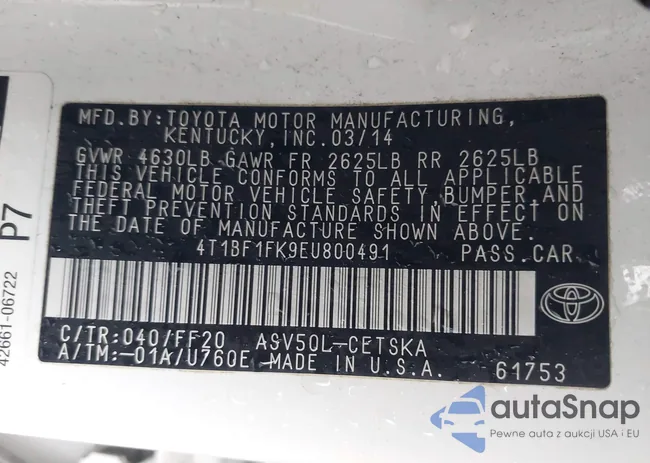 MFD.BY:TOYOTA MOTOR MANUFACTURING,
KENTUCKY,INC.03/14
GVWR 4630LB GAWR FR 2625LB RR 2625LB
THIS VEHICLE CONFORMS TO ALL APPLICABLE
FEDERAL MOTOR VEHICLE SAFETY,BUMPER,AND
THEFT PREVENTION STANDARDS IN EFFECT ON
THE DATE OF MANUFACTURE SHOWN ABOVE.
4T1BF1FK9EU800491 PASS.CAR
C/TR:040/FF20 ASV50L-CETSKA
A/TM:-01A/U760E MADE IN U.S.A. 61753
P7
42661-06722
autoSnap
Pewne auta z aukcji USA i EU